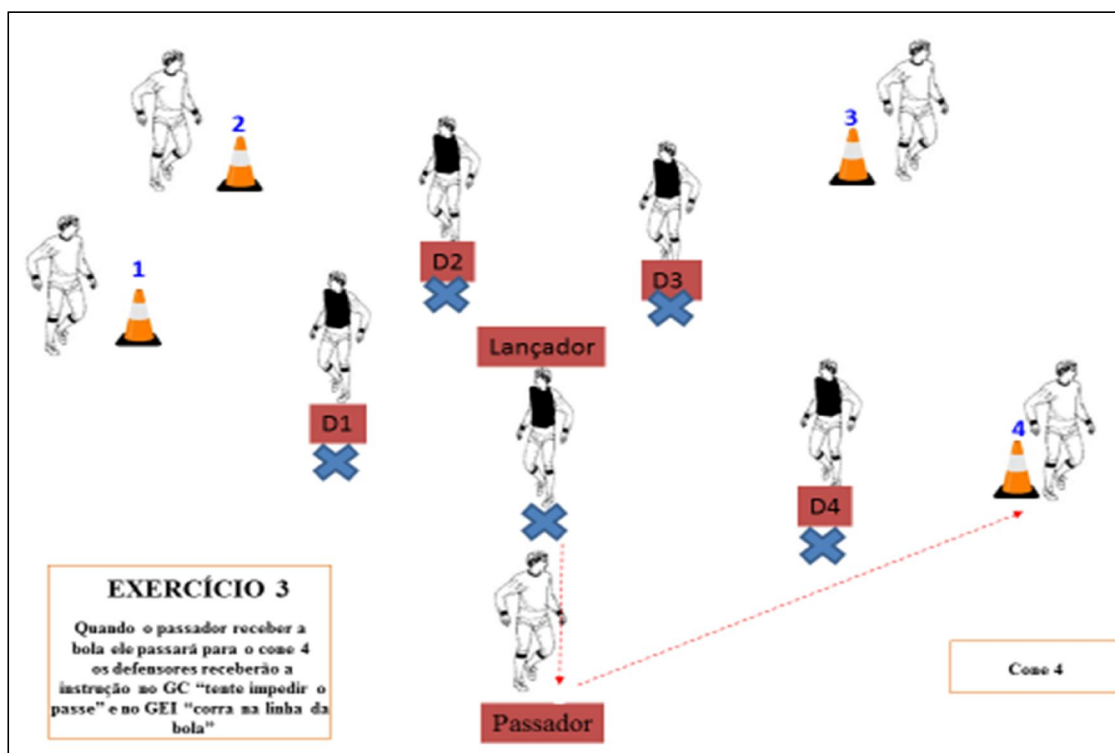 2
3
1
D2
D3
Lançador
D1
4
D4
EXERCÍCIO 3
Quando o passador receber a
bola ele passará para o cone 4
os defensores receberão a
instrução no GC “tente impedir o
passe” e no GEI “corra na linha da
bola”
Cone 4
Passador